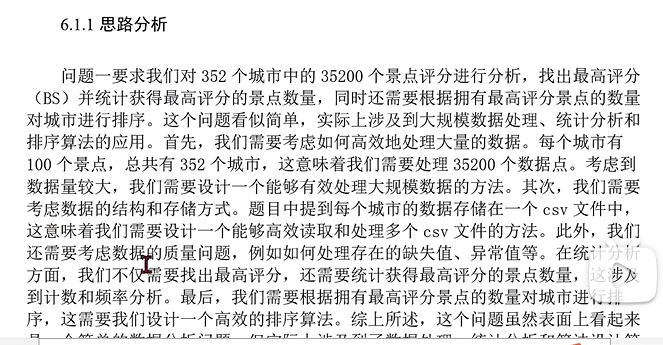 6.1.1 思路分析
问题一要求我们对 352 个城市中的 35200 个景点评分进行分析，找出最高评分
（BS）并统计获得最高评分的景点数量，同时还需要根据拥有最高评分景点的数量
对城市进行排序。这个问题看似简单，实际上涉及到大规模数据处理、统计分析和
排序算法的应用。首先，我们需要考虑如何高效地处理大量的数据。每个城市有
100 个景点，总共有 352 个城市，这意味着我们需要处理 35200 个数据点。考虑到
数据量较大，我们需要设计一个能够有效处理大规模数据的方法。其次，我们需要
考虑数据的结构和存储方式。题目中提到每个城市的数据存储在一个 csv 文件中，
这意味着我们需要设计一个能够高效读取和处理多个 csv 文件的方法。此外，我们
还需要考虑数据的质量问题，例如如何处理存在的缺失值、异常值等。在统计分析
方面，我们不仅需要找出最高评分，还需要统计获得最高评分的景点数量，这涉及
到计数和频率分析。最后，我们需要根据拥有最高评分景点的数量对城市进行排
序，这需要我们设计一个高效的排序算法。综上所述，这个问题虽然表面上看起来